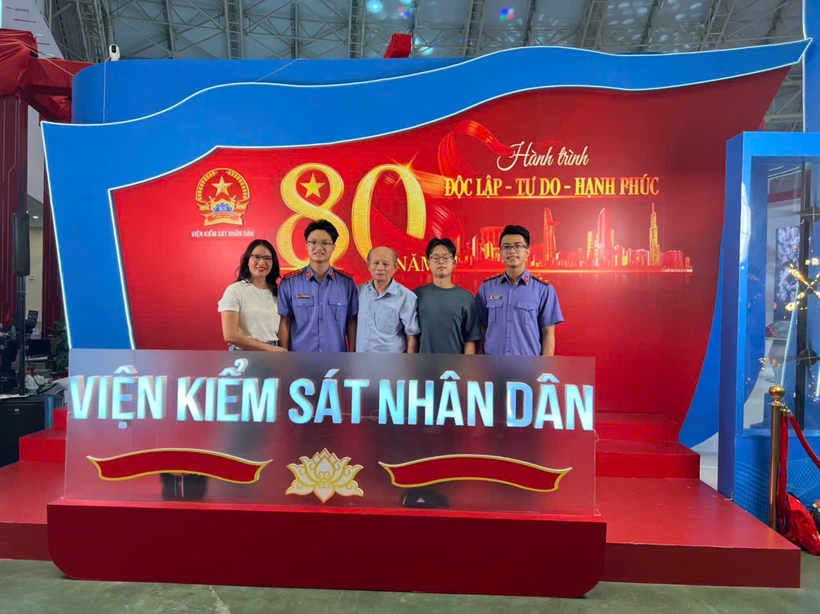 Hành trình
ĐỘC LẬP - TỰ DO - HẠNH PHÚC
80
NĂM
VIỆN KIỂM SÁT NHÂN DÂN
VIỆN KIỂM SÁT NHÂN DÂN